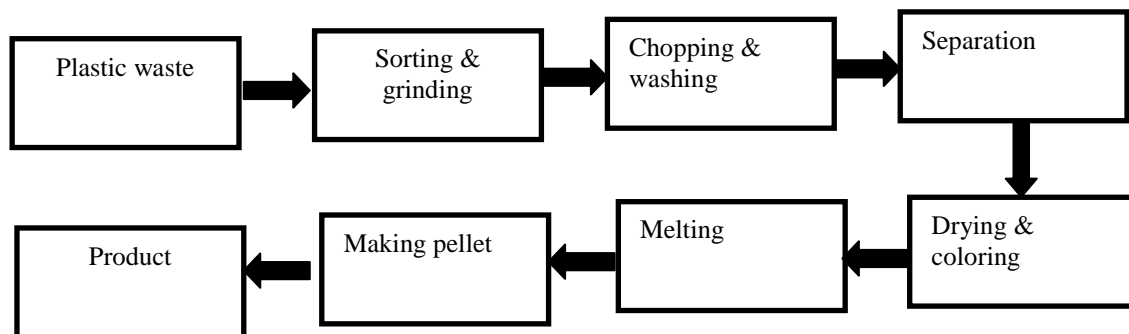 Plastic waste
Sorting &
grinding
Chopping &
washing
Separation
Drying &
coloring
Melting
Making pellet
Product